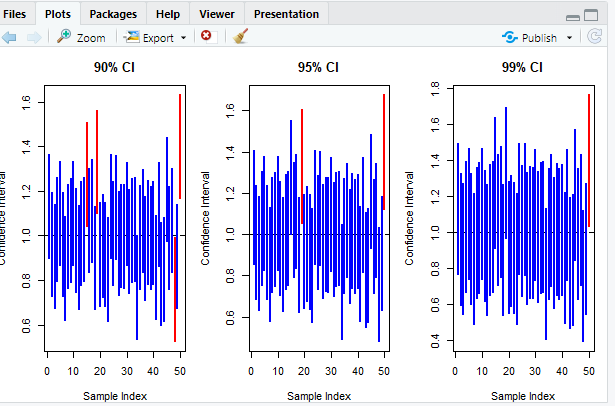 Files Plots Packages Help Viewer Presentation
Zoom Export Publish
90% CI
Confidence Interval
0.6 0.8 1.0 1.2 1.4 1.6
0 10 20 30 40 50
Sample Index
95% CI
Confidence Interval
0.6 0.8 1.0 1.2 1.4 1.6
0 10 20 30 40 50
Sample Index
99% CI
Confidence Interval
0.4 0.6 0.8 1.0 1.2 1.4 1.6 1.8
0 10 20 30 40 50
Sample Index